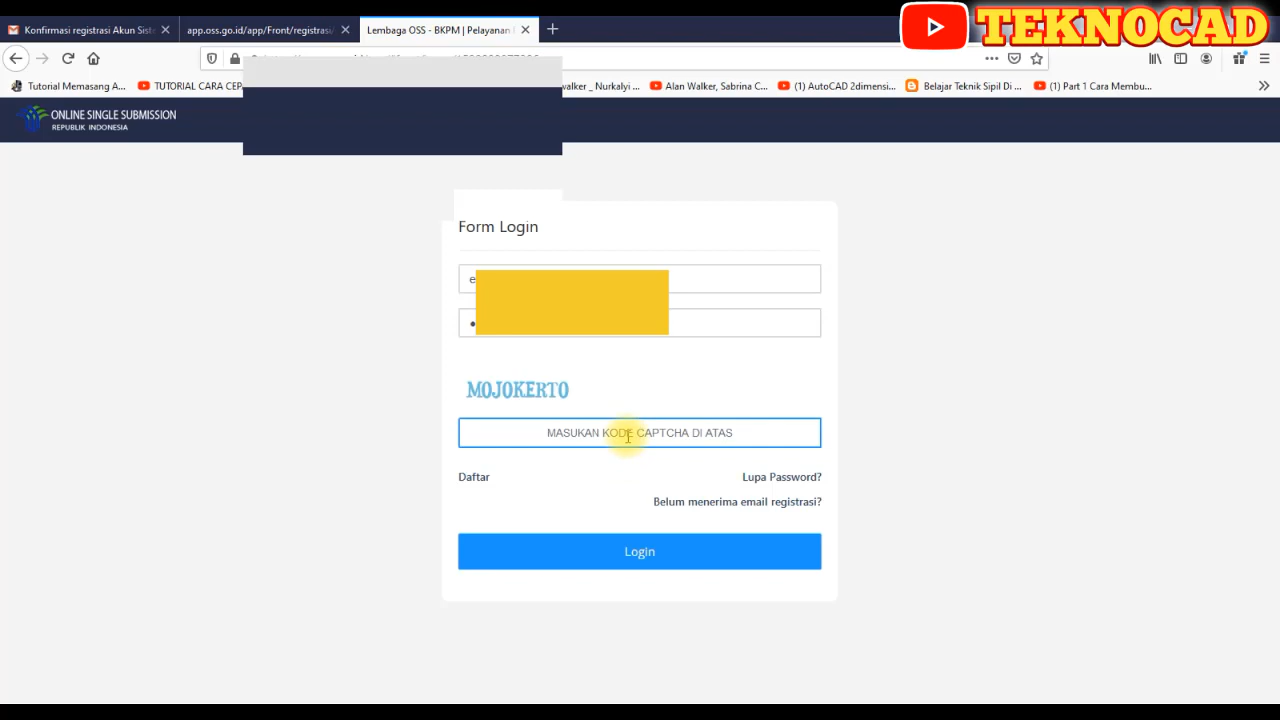 TEKNOCAD
Konfirmasi registrasi Akun Siste
app.oss.go.id/app/Front/registrasi/
Lembaga OSS - BKPM | Pelayanan
Tutorial Memasang A...
TUTORIAL CARA CEPA
walker _ Nurkalyi ...
Alan Walker, Sabrina C...
(1) AutoCAD 2dimensi...
Belajar Teknik Sipil Di ...
(1) Part 1 Cara Membu...
ONLINE SINGLE SUBMISSION
REPUBLIK INDONESIA
Form Login
e
MOJOKERTO
MASUKAN KODE CAPTCHA DI ATAS
Daftar
Lupa Password?
Belum menerima email registrasi?
Login